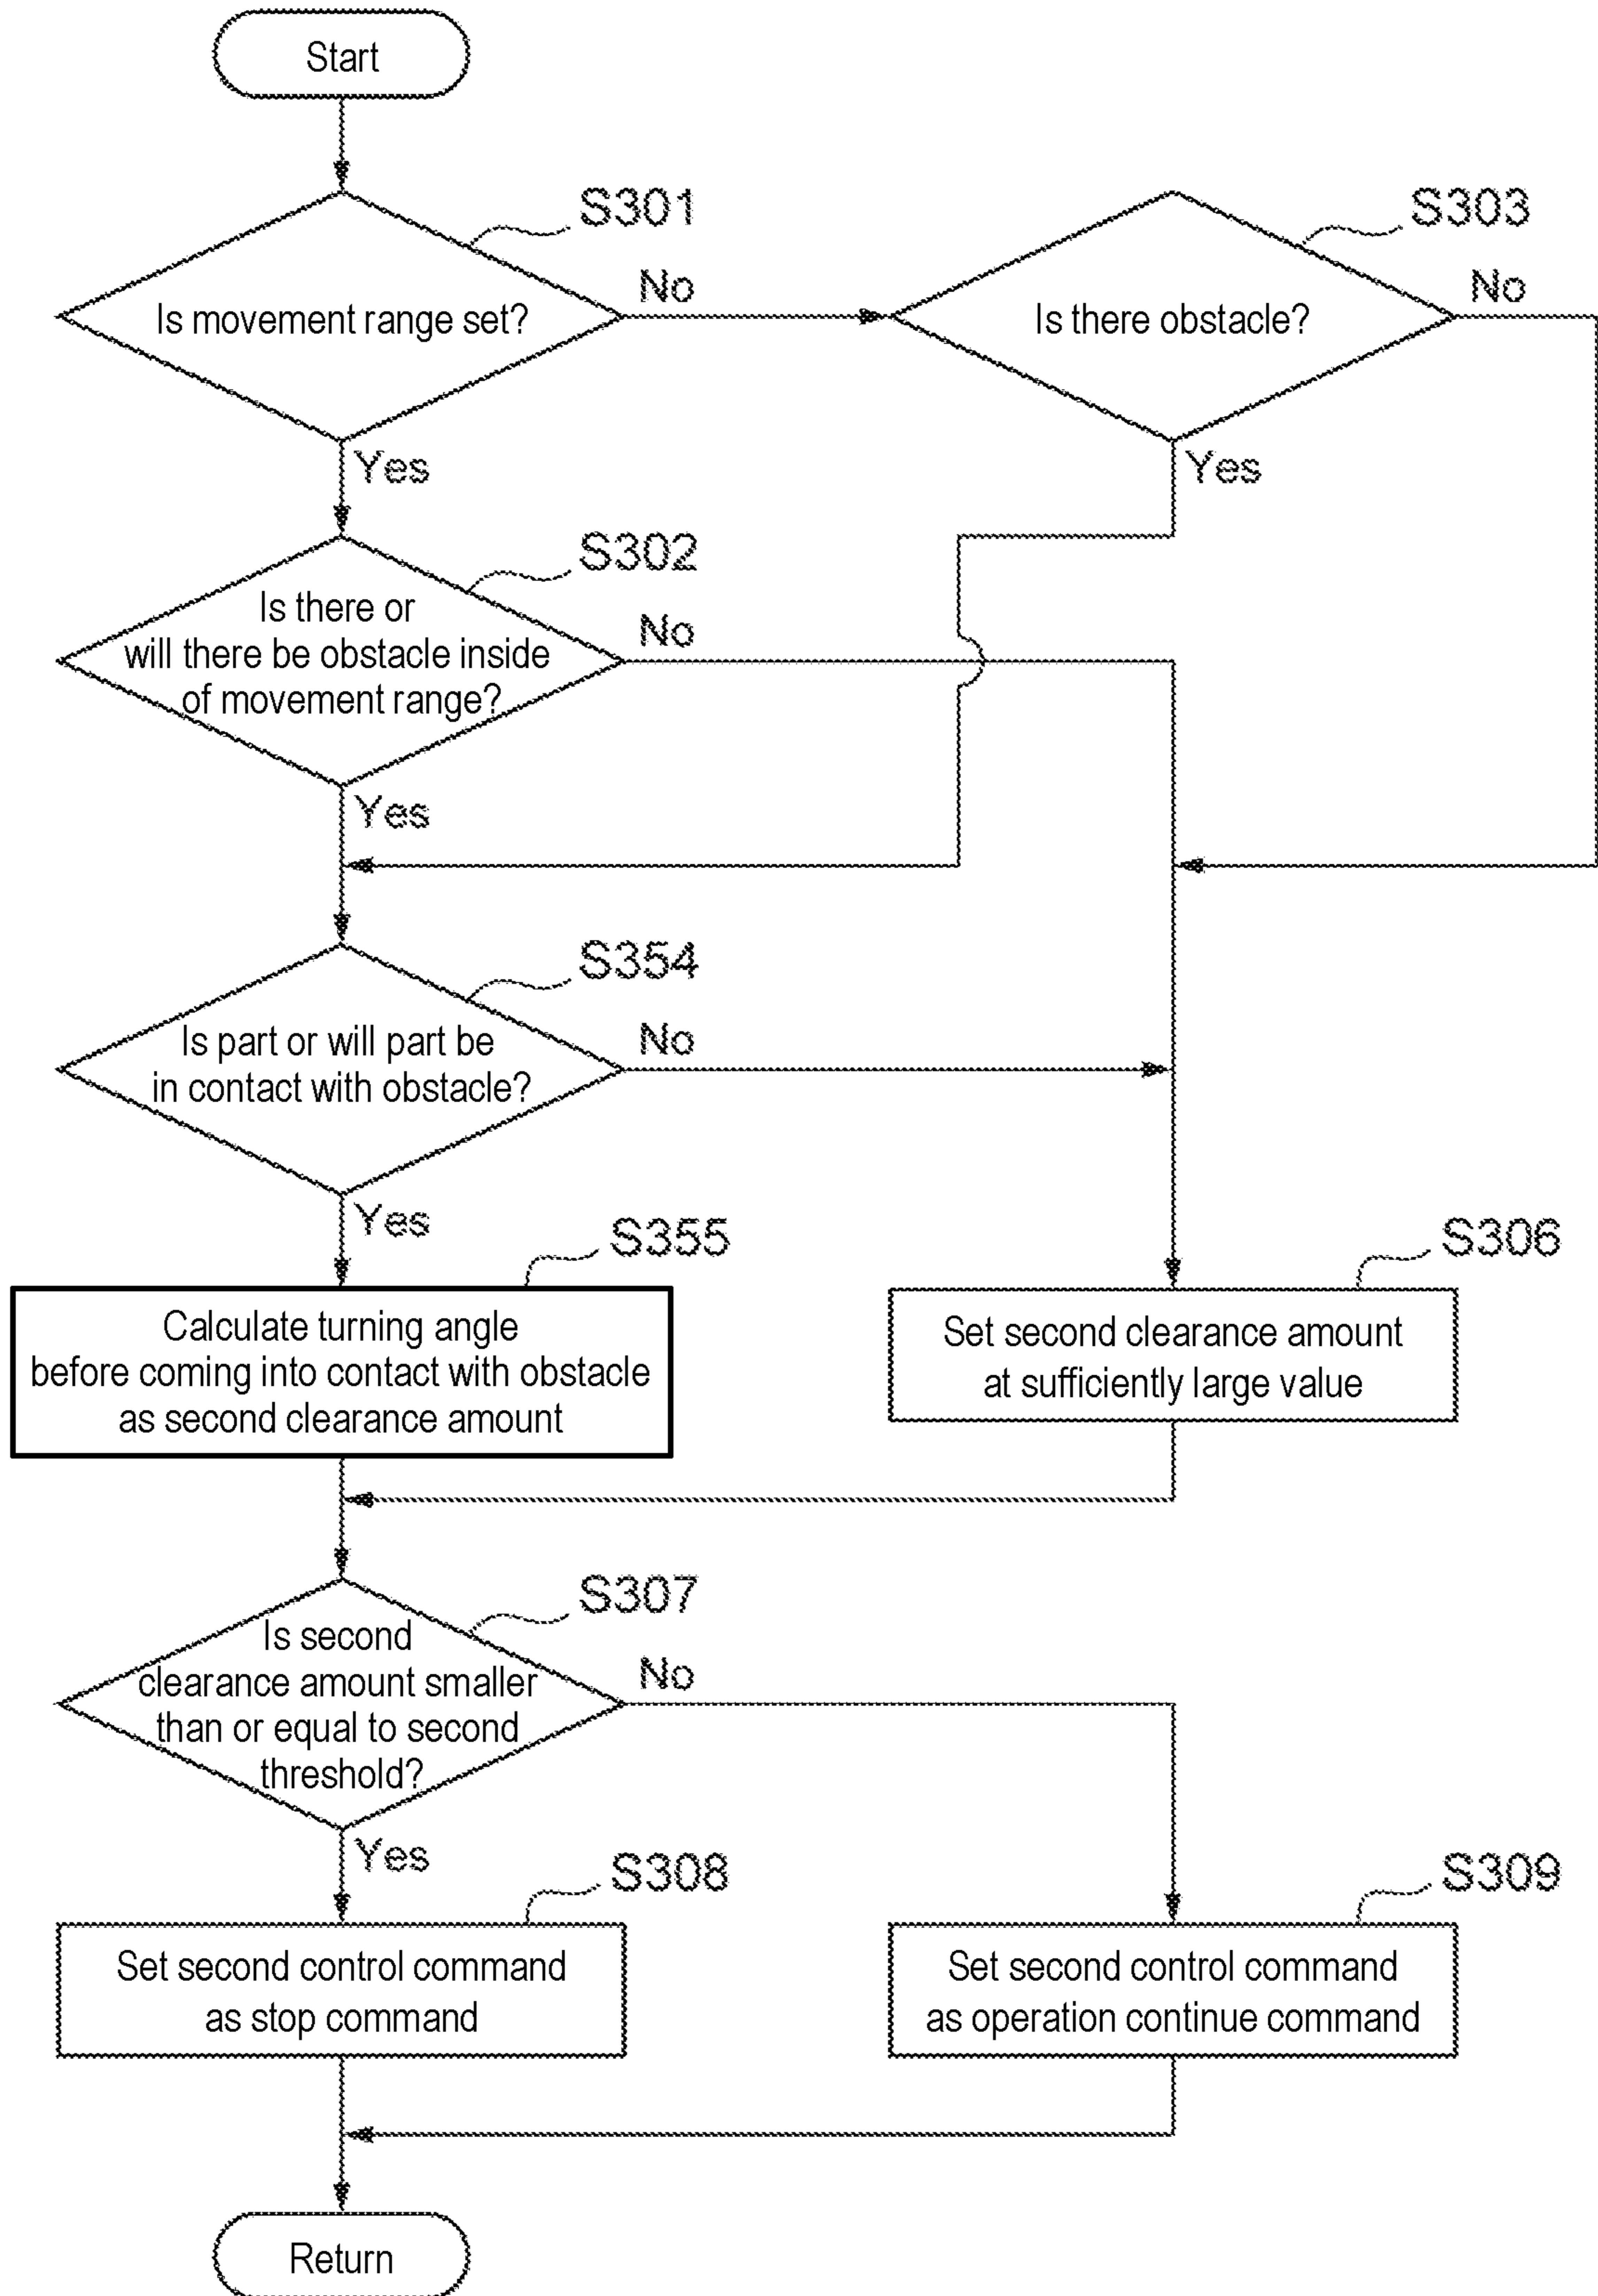 Start
S301
Is movement range set?
No
Yes
S303
Is there obstacle?
No
Yes
S302
Is there or
will there be obstacle inside
of movement range?
No
Yes
S354
Is part or will part be
in contact with obstacle?
No
Yes
S355
Calculate turning angle
before coming into contact with obstacle
as second clearance amount
S306
Set second clearance amount
at sufficiently large value
S307
Is second
clearance amount smaller
than or equal to second
threshold?
No
Yes
S308
Set second control command
as stop command
S309
Set second control command
as operation continue command
Return